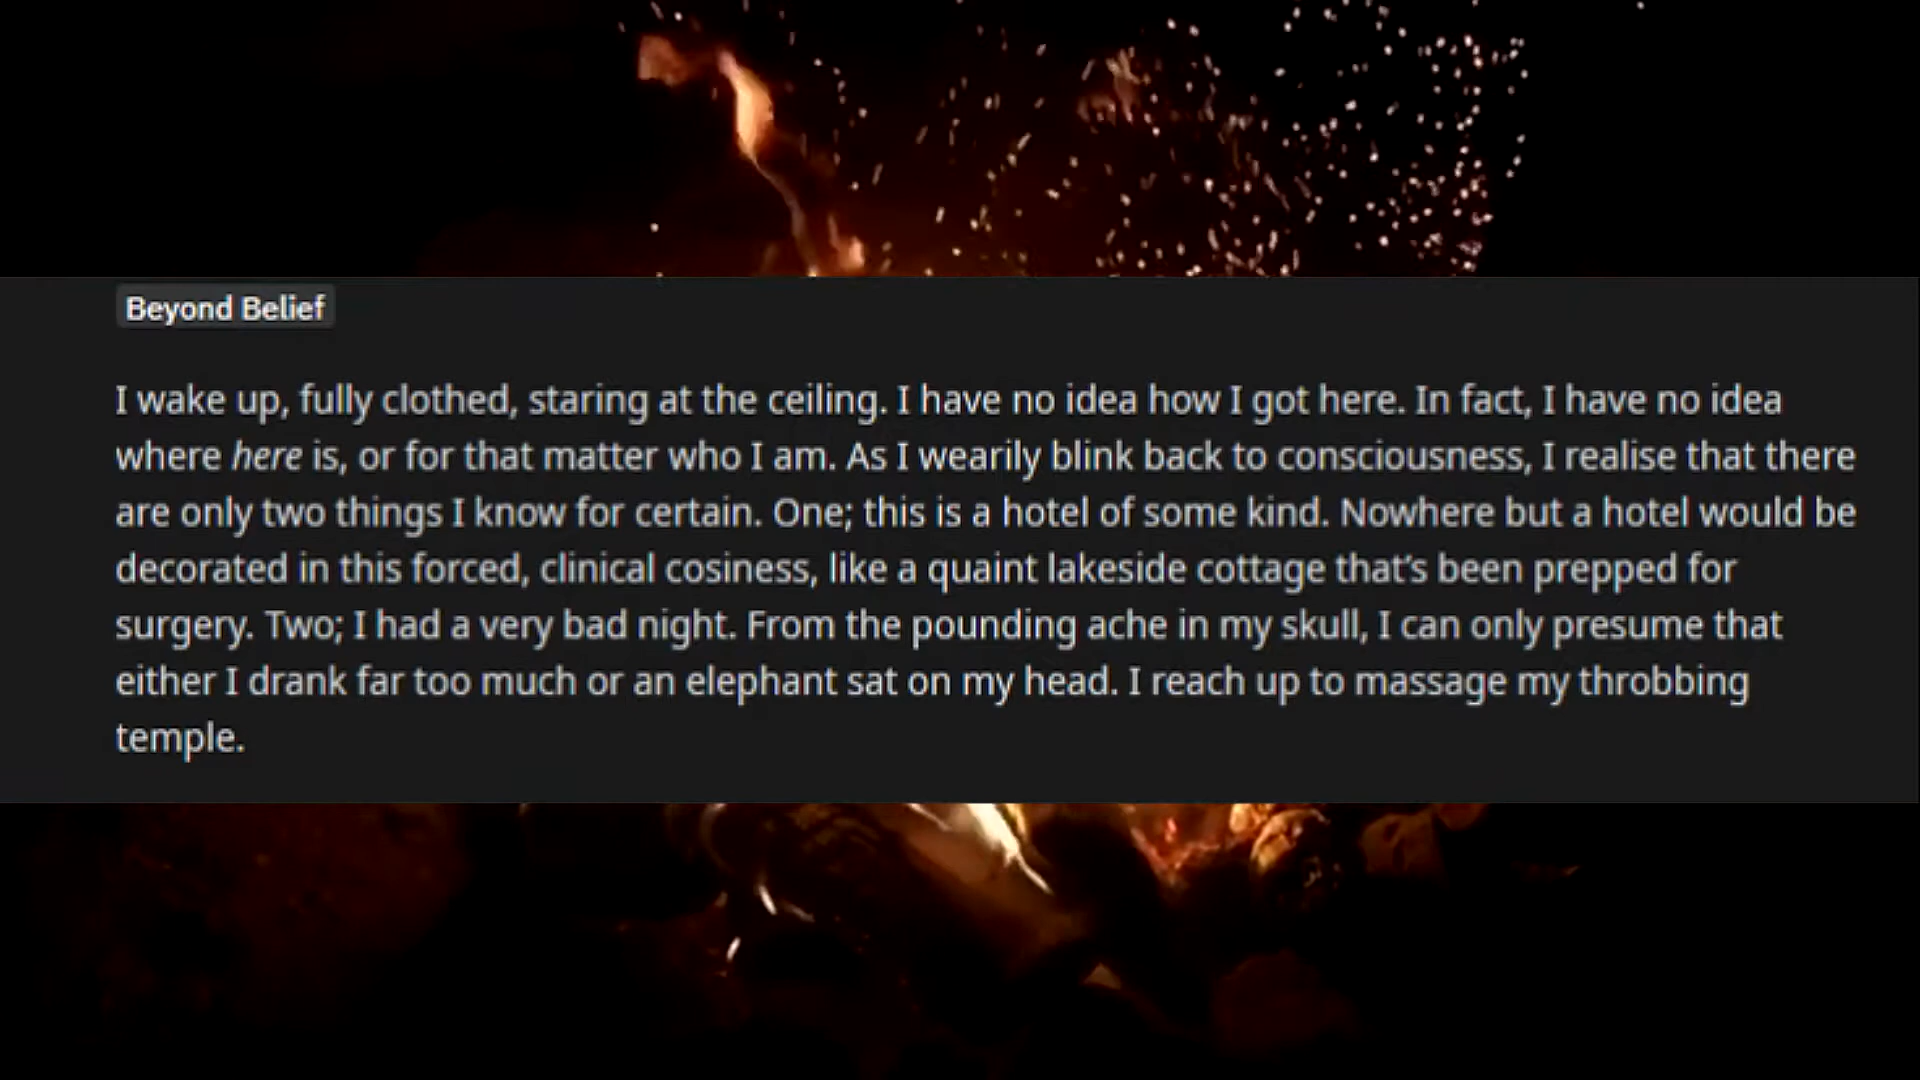 Beyond Belief
I wake up, fully clothed, staring at the ceiling. I have no idea how I got here. In fact, I have no idea
where here is, or for that matter who I am. As I wearily blink back to consciousness, I realise that there
are only two things I know for certain. One; this is a hotel of some kind. Nowhere but a hotel would be
decorated in this forced, clinical cosiness, like a quaint lakeside cottage that’s been prepped for
surgery. Two; I had a very bad night. From the pounding ache in my skull, I can only presume that
either I drank far too much or an elephant sat on my head. I reach up to massage my throbbing
temple.